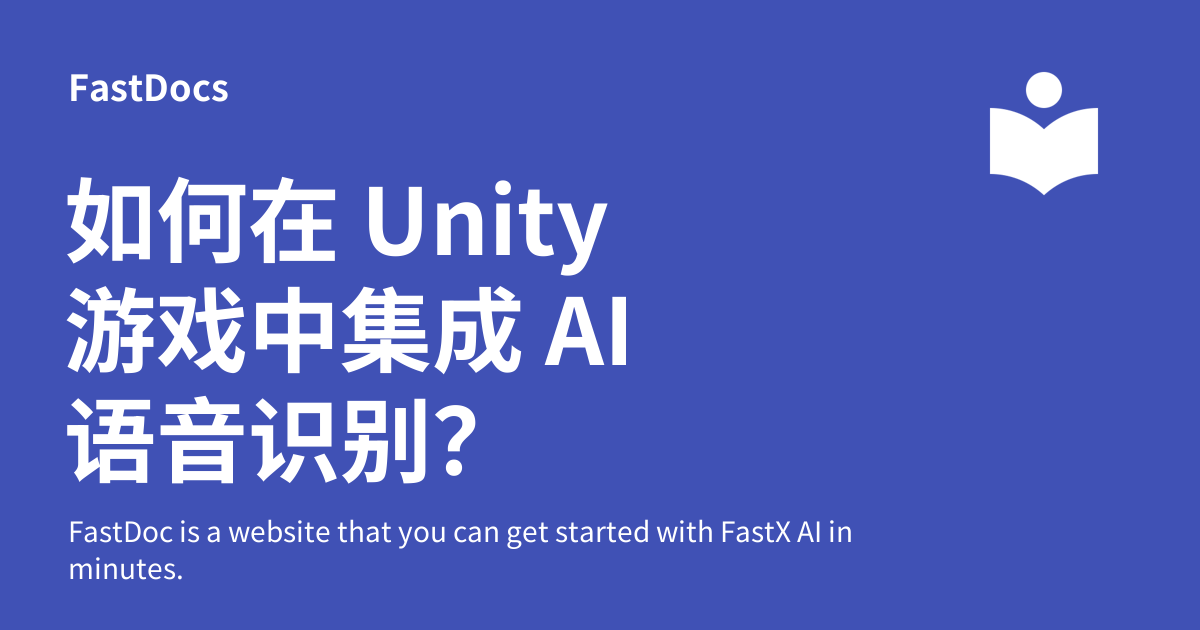 FastDocs
如何在 Unity
游戏中集成 AI
语音识别？
FastDoc is a website that you can get started with FastX AI in
minutes.